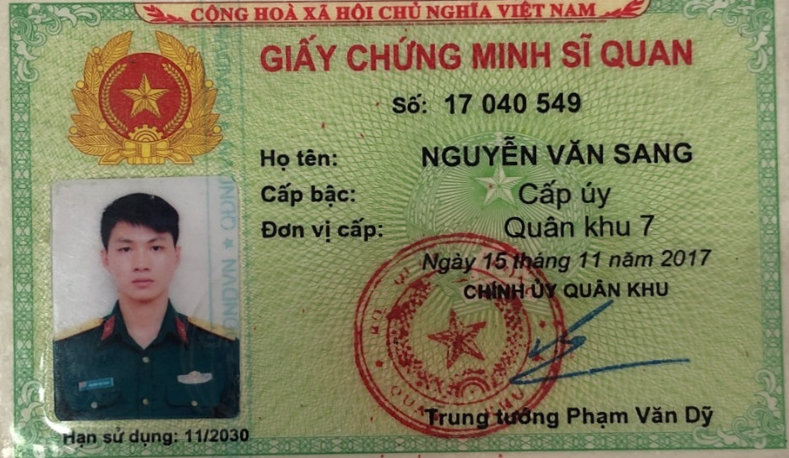 CỘNG HOÀ XÃ HỘI CHỦ NGHĨA VIỆT NAM
GIẤY CHỨNG MINH SĨ QUAN
Số: 17 040 549
Họ tên: NGUYỄN VĂN SANG
Cấp bậc: Cấp úy
Đơn vị cấp: Quân khu 7
Ngày 15 tháng 11 năm 2017
CHÍNH ỦY QUÂN KHU
Trung tướng Phạm Văn Dỹ
Hạn sử dụng: 11/2030
QDNDVN